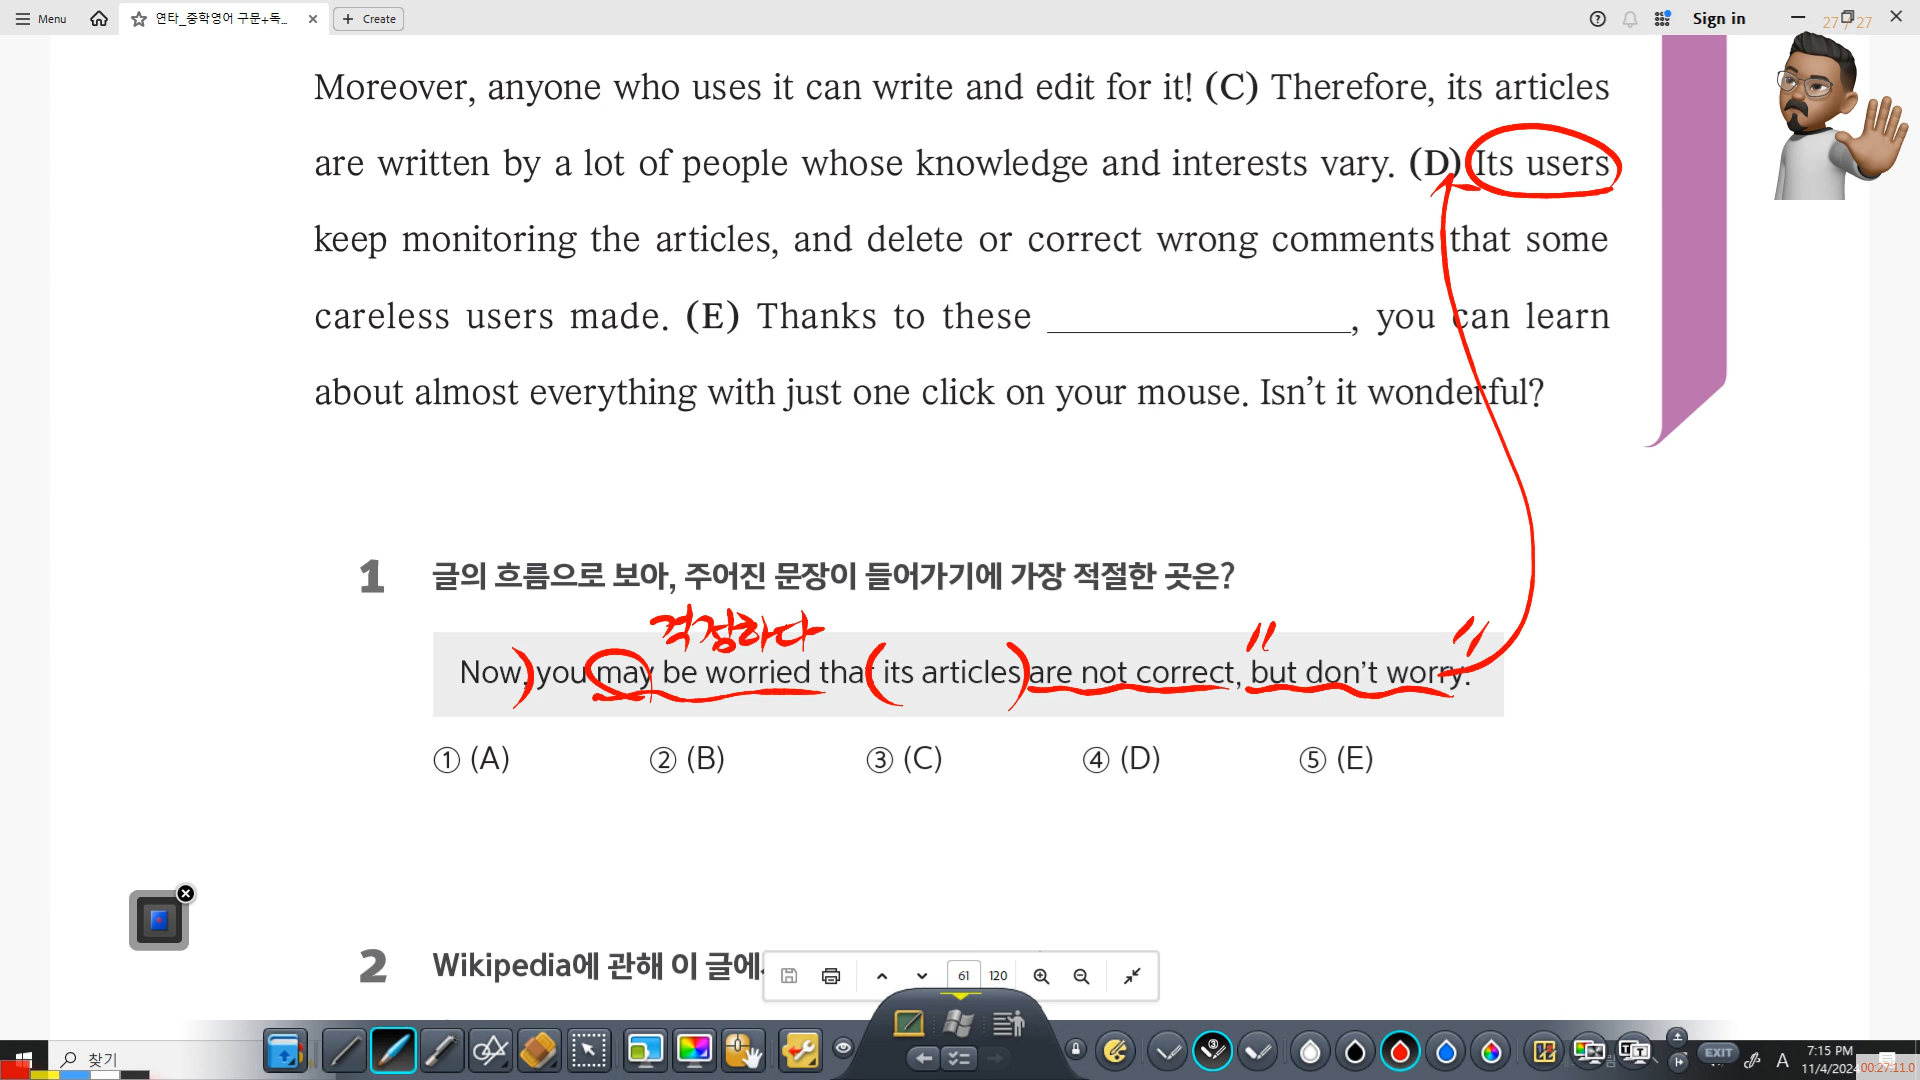 Menu
연타_중학영어 구문+독...
Create
Sign in
27 / 27
Moreover, anyone who uses it can write and edit for it! (C) Therefore, its articles
are written by a lot of people whose knowledge and interests vary. (D) Its users
keep monitoring the articles, and delete or correct wrong comments that some
careless users made. (E) Thanks to these ________________, you can learn
about almost everything with just one click on your mouse. Isn't it wonderful?
1 글의 흐름으로 보아, 주어진 문장이 들어가기에 가장 적절한 곳은?
걱정하다
Now, you may be worried that its articles are not correct, but don't worry.
① (A) ② (B) ③ (C) ④ (D) ⑤ (E)
2 Wikipedia에 관해 이 글에서
61 120
찾기
EXIT
A
7:15 PM
11/4/2024
00:27:11.0